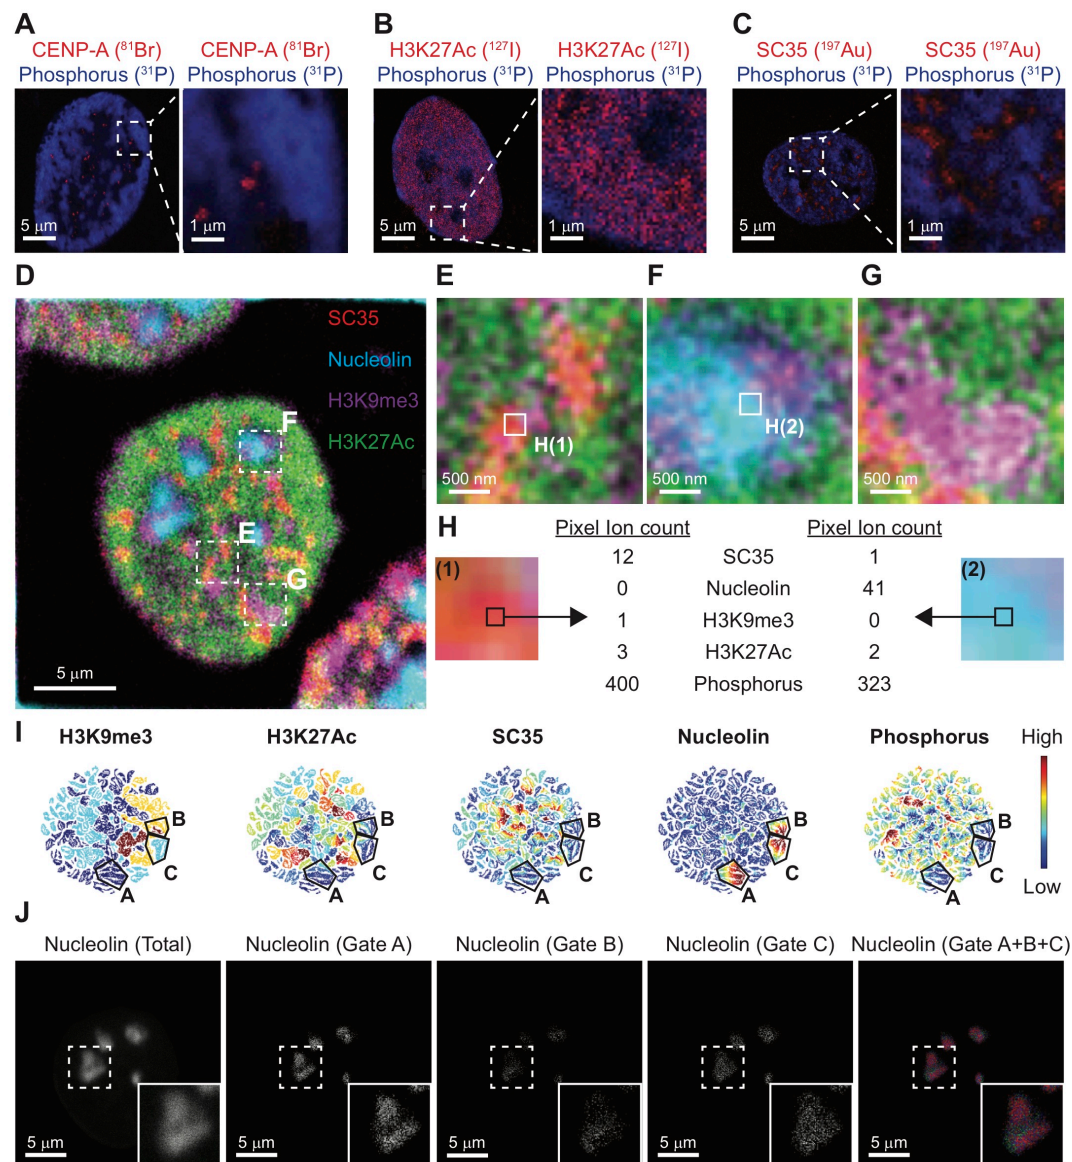 A
B
C
CENP-A (⁸¹Br)
CENP-A (⁸¹Br)
H3K27Ac (¹²⁷I)
H3K27Ac (¹²⁷I)
SC35 (¹⁹⁷Au)
SC35 (¹⁹⁷Au)
Phosphorus (³¹P)
Phosphorus (³¹P)
Phosphorus (³¹P)
Phosphorus (³¹P)
Phosphorus (³¹P)
Phosphorus (³¹P)
5 μm
1 μm
5 μm
1 μm
5 μm
1 μm
D
SC35
Nucleolin
H3K9me3
H3K27Ac
F
E
G
5 μm
E
H(1)
500 nm
F
H(2)
500 nm
G
500 nm
H
Pixel Ion count
Pixel Ion count
(1)
(2)
12 SC35 1
0 Nucleolin 41
1 H3K9me3 0
3 H3K27Ac 2
400 Phosphorus 323
I
H3K9me3
H3K27Ac
SC35
Nucleolin
Phosphorus
High
Low
B
C
A
B
C
A
B
C
A
B
C
A
B
C
A
J
Nucleolin (Total)
Nucleolin (Gate A)
Nucleolin (Gate B)
Nucleolin (Gate C)
Nucleolin (Gate A+B+C)
5 μm
5 μm
5 μm
5 μm
5 μm